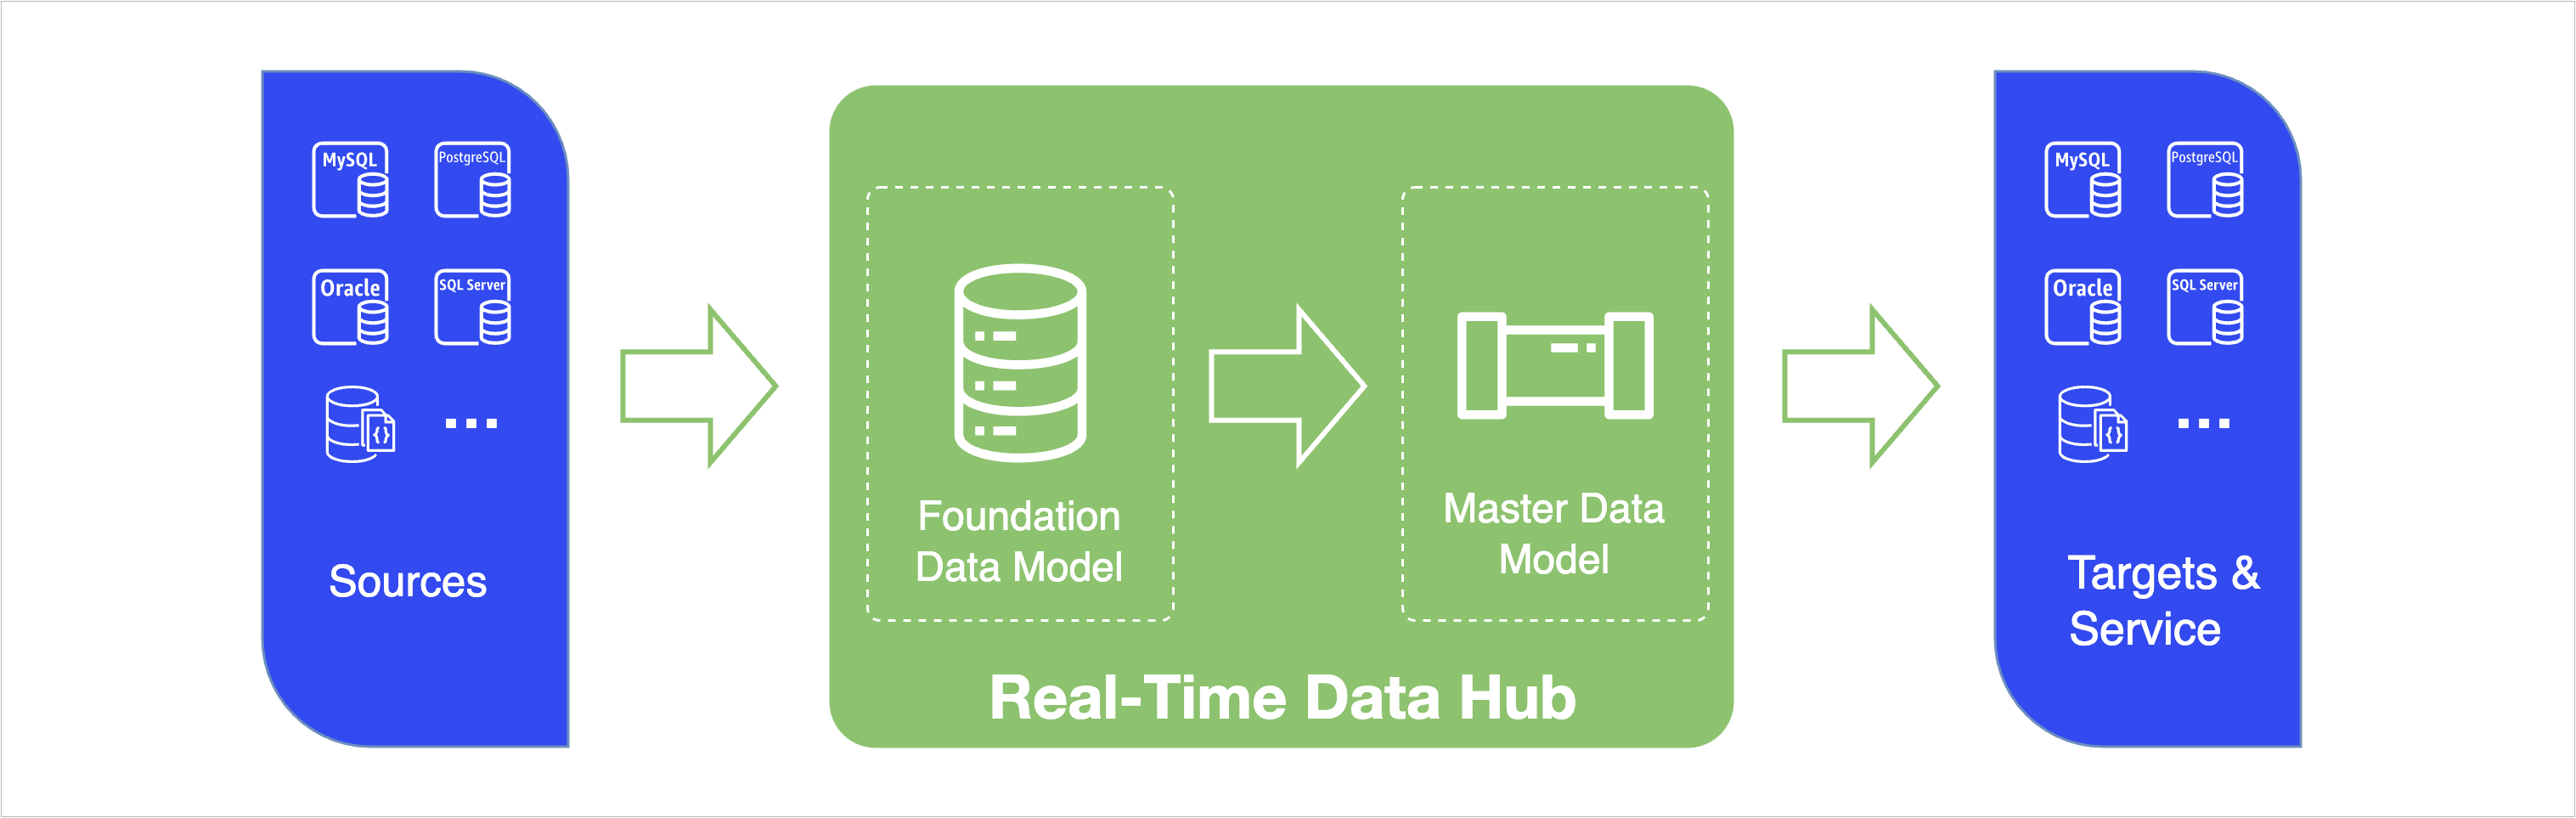 MySQL
PostgreSQL
Oracle
SQL Server
{}
...
Sources
Foundation
Data Model
Master Data
Model
Real-Time Data Hub
MySQL
PostgreSQL
Oracle
SQL Server
{}
...
Targets &
Service